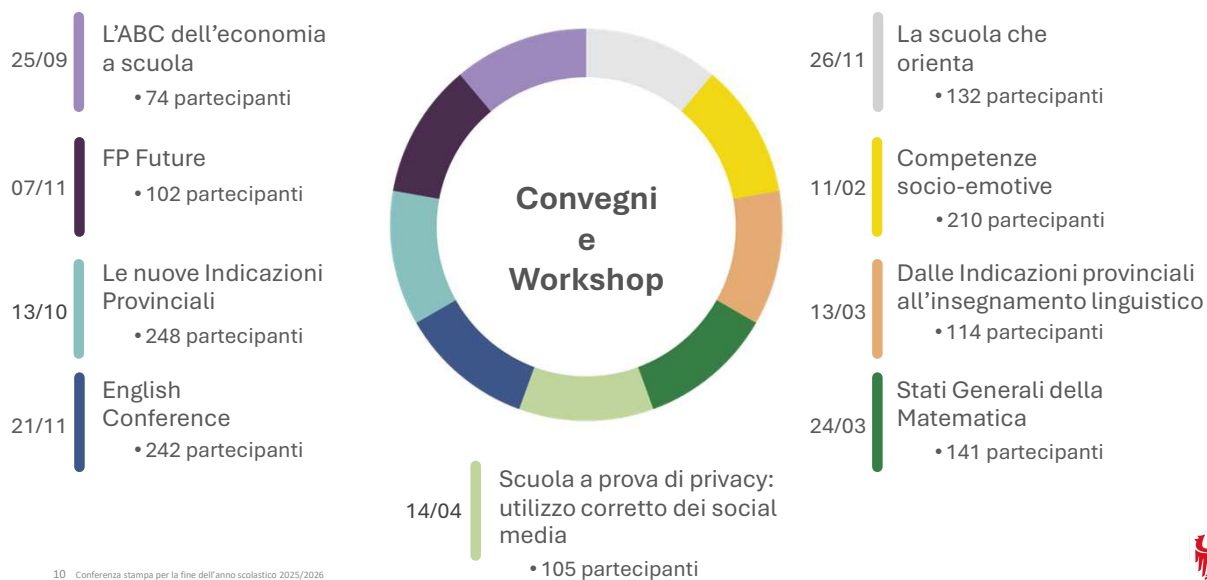 25/09
L'ABC dell'economia
a scuola
• 74 partecipanti
07/11
FP Future
• 102 partecipanti
13/10
Le nuove Indicazioni
Provinciali
• 248 partecipanti
21/11
English
Conference
• 242 partecipanti
Convegni
e
Workshop
26/11
La scuola che
orienta
• 132 partecipanti
11/02
Competenze
socio-emotive
• 210 partecipanti
13/03
Dalle Indicazioni provinciali
all'insegnamento linguistico
• 114 partecipanti
24/03
Stati Generali della
Matematica
• 141 partecipanti
14/04
Scuola a prova di privacy:
utilizzo corretto dei social
media
• 105 partecipanti
10 Conferenza stampa per la fine dell'anno scolastico 2025/2026